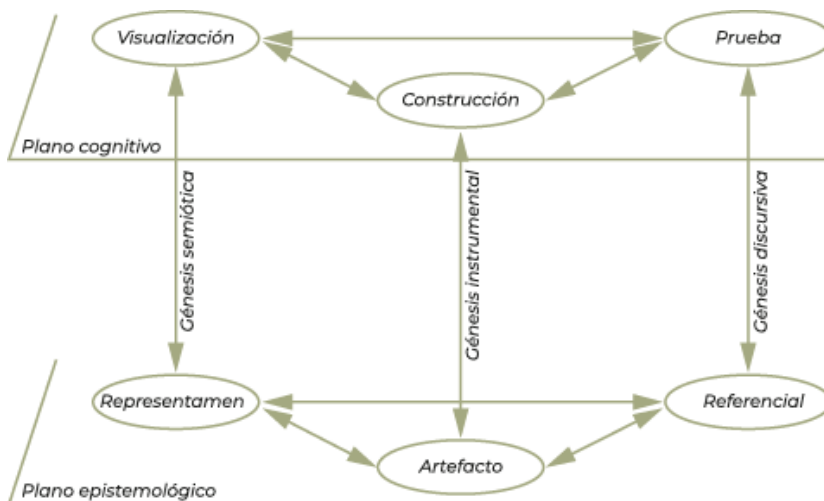 Visualización
Prueba
Construcción
Plano cognitivo
Génesis semiótica
Génesis instrumental
Génesis discursiva
Representamen
Referencial
Artefacto
Plano epistemológico